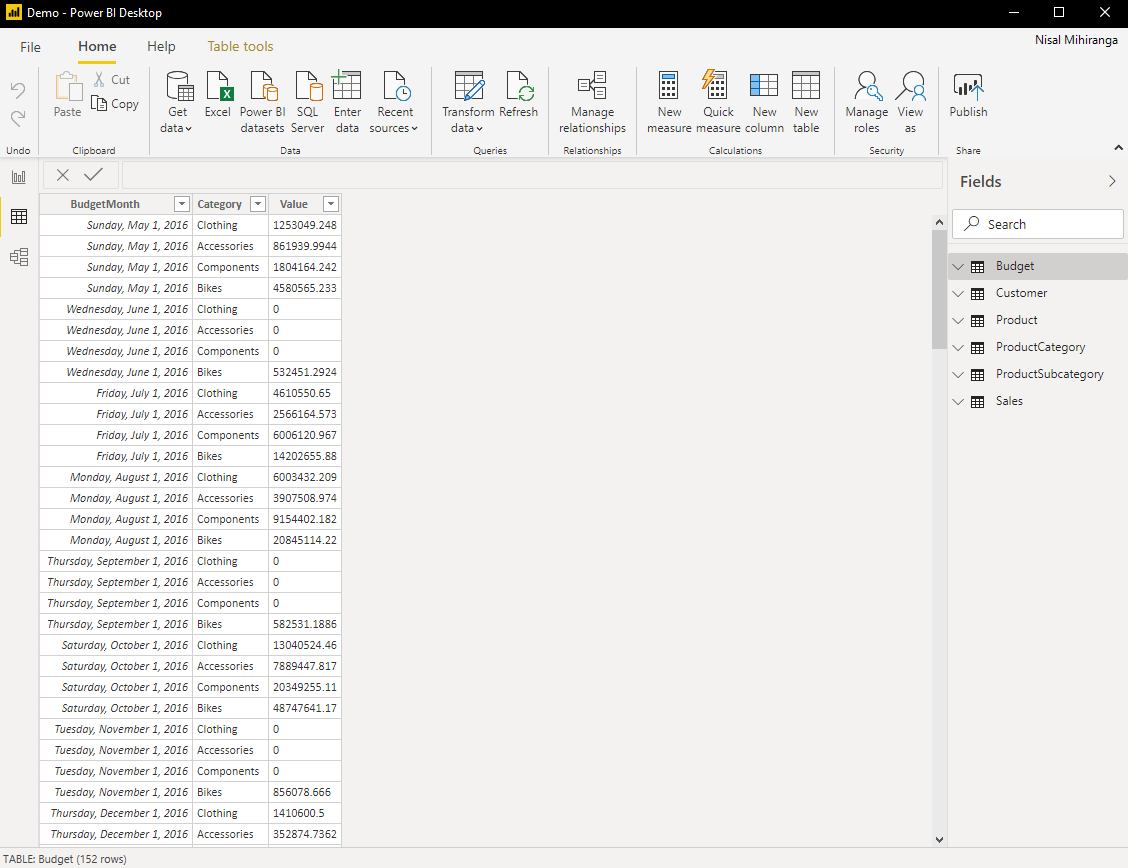 Demo - Power BI Desktop
Nisal Mihiranga
File Home Help Table tools
Undo
Paste
Cut
Copy
Clipboard
Get data
Excel
Power BI datasets
SQL Server
Enter data
Recent sources
Data
Transform data
Refresh
Queries
Manage relationships
Relationships
New measure
Quick measure
New column
New table
Calculations
Manage roles
View as
Security
Publish
Share
BudgetMonth Category Value
Sunday, May 1, 2016 Clothing 1253049.248
Sunday, May 1, 2016 Accessories 861939.9944
Sunday, May 1, 2016 Components 1804164.242
Sunday, May 1, 2016 Bikes 4580565.233
Wednesday, June 1, 2016 Clothing 0
Wednesday, June 1, 2016 Accessories 0
Wednesday, June 1, 2016 Components 0
Wednesday, June 1, 2016 Bikes 532451.2924
Friday, July 1, 2016 Clothing 4610550.65
Friday, July 1, 2016 Accessories 2566164.573
Friday, July 1, 2016 Components 6006120.967
Friday, July 1, 2016 Bikes 14202655.88
Monday, August 1, 2016 Clothing 6003432.209
Monday, August 1, 2016 Accessories 3907508.974
Monday, August 1, 2016 Components 9154402.182
Monday, August 1, 2016 Bikes 20845114.22
Thursday, September 1, 2016 Clothing 0
Thursday, September 1, 2016 Accessories 0
Thursday, September 1, 2016 Components 0
Thursday, September 1, 2016 Bikes 582531.1886
Saturday, October 1, 2016 Clothing 13040524.46
Saturday, October 1, 2016 Accessories 7889447.817
Saturday, October 1, 2016 Components 20349255.11
Saturday, October 1, 2016 Bikes 48747641.17
Tuesday, November 1, 2016 Clothing 0
Tuesday, November 1, 2016 Accessories 0
Tuesday, November 1, 2016 Components 0
Tuesday, November 1, 2016 Bikes 856078.666
Thursday, December 1, 2016 Clothing 1410600.5
Thursday, December 1, 2016 Accessories 352874.7362
Fields
Search
Budget
Customer
Product
ProductCategory
ProductSubcategory
Sales
TABLE: Budget (152 rows)